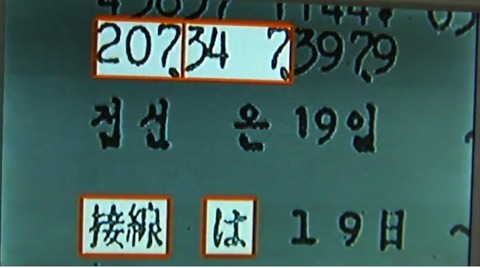 207 34 7 3979
접선 은 19일
接線 は 19日 ~